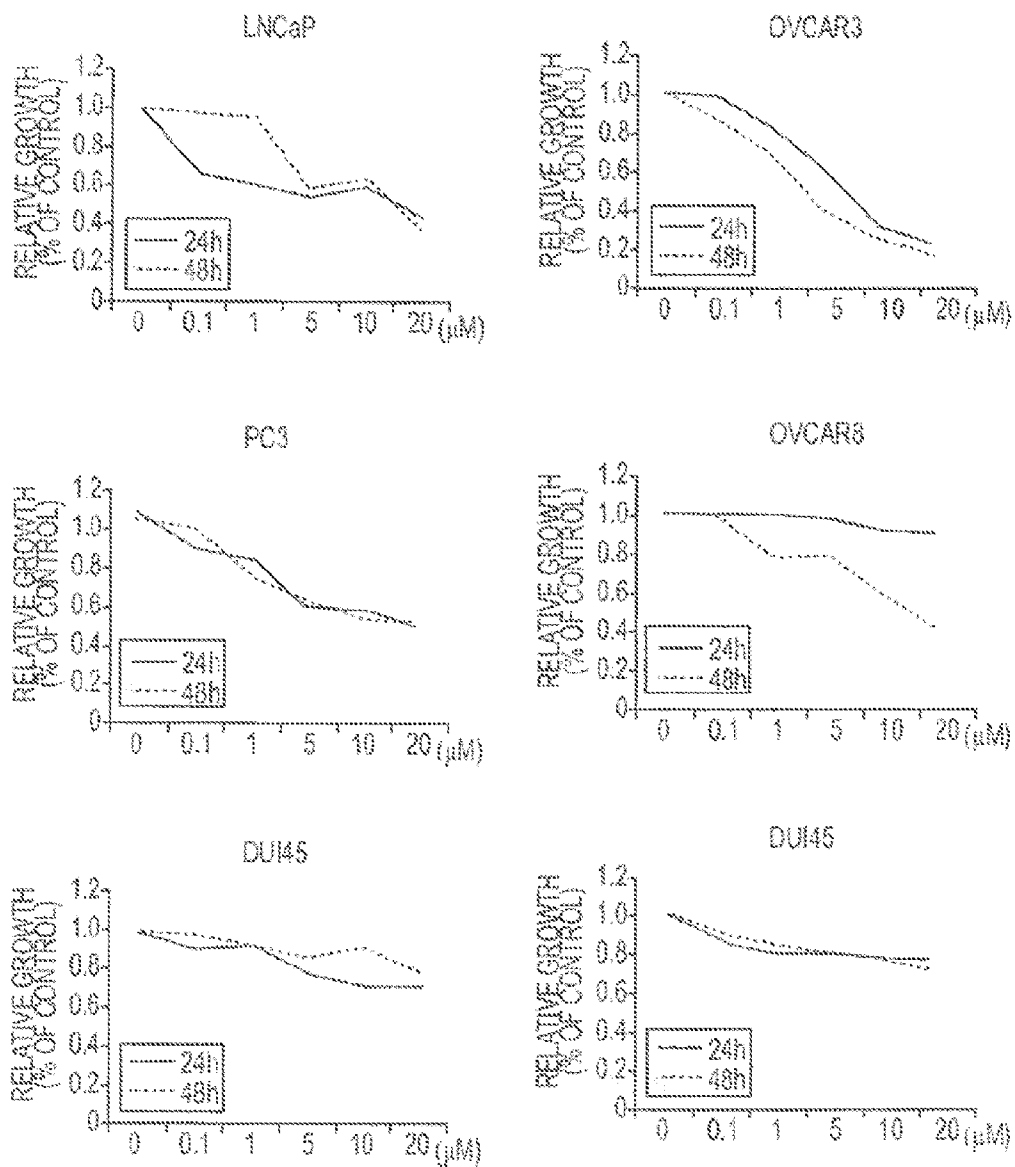 LNCaP
RELATIVE GROWTH
(% OF CONTROL)
1.2
1.0
0.8
0.6
0.4
0.2
0
24h
48h
0 0.1 1 5 10 20 (μM)
OVCAR3
RELATIVE GROWTH
(% OF CONTROL)
1.2
1.0
0.8
0.6
0.4
0.2
0
24h
48h
0 0.1 1 5 10 20 (μM)
PC3
RELATIVE GROWTH
(% OF CONTROL)
1.2
1.0
0.8
0.6
0.4
0.2
0
24h
48h
0 0.1 1 5 10 20 (μM)
OVCAR8
RELATIVE GROWTH
(% OF CONTROL)
1.2
1.0
0.8
0.6
0.4
0.2
0
24h
48h
0 0.1 1 5 10 20 (μM)
DUI45
RELATIVE GROWTH
(% OF CONTROL)
1.2
1.0
0.8
0.6
0.4
0.2
0
24h
48h
0 0.1 1 5 10 20 (μM)
DUI45
RELATIVE GROWTH
(% OF CONTROL)
1.2
1.0
0.8
0.6
0.4
0.2
0
24h
48h
0 0.1 1 5 10 20 (μM)